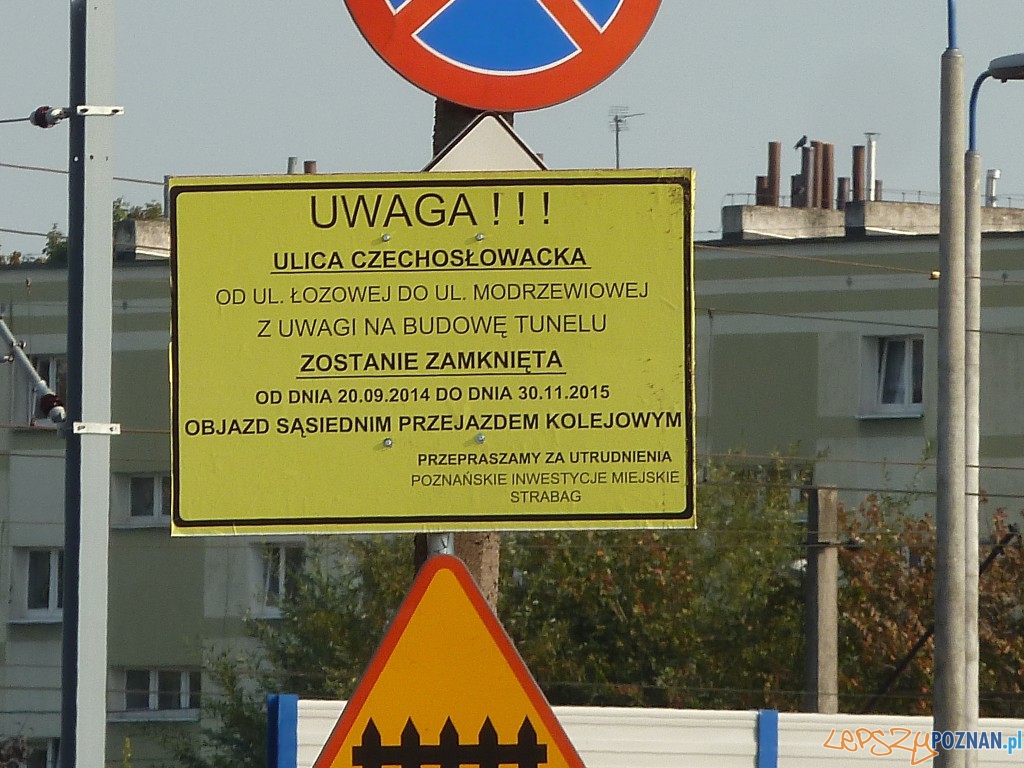 UWAGA ! ! !
ULICA CZECHOSŁOWACKA
OD UL. ŁOZOWEJ DO UL. MODRZEWIOWEJ
Z UWAGI NA BUDOWĘ TUNELU
ZOSTANIE ZAMKNIĘTA
OD DNIA 20.09.2014 DO DNIA 30.11.2015
OBJAZD SĄSIEDNIM PRZEJAZDEM KOLEJOWYM
PRZEPRASZAMY ZA UTRUDNIENIA
POZNAŃSKIE INWESTYCJE MIEJSKIE
STRABAG
LEPSZyPOZNAN.pl